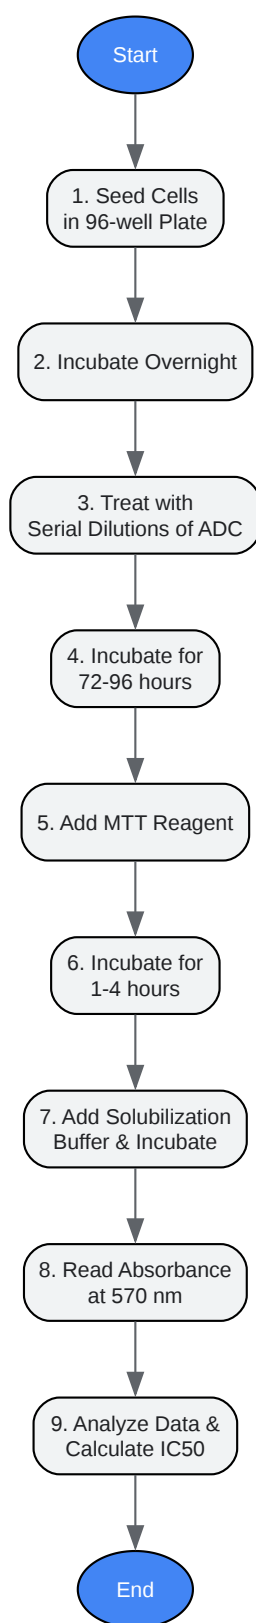 Start
1. Seed Cells
in 96-well Plate
2. Incubate Overnight
3. Treat with
Serial Dilutions of ADC
4. Incubate for
72-96 hours
5. Add MTT Reagent
6. Incubate for
1-4 hours
7. Add Solubilization
Buffer & Incubate
8. Read Absorbance
at 570 nm
9. Analyze Data &
Calculate IC50
End